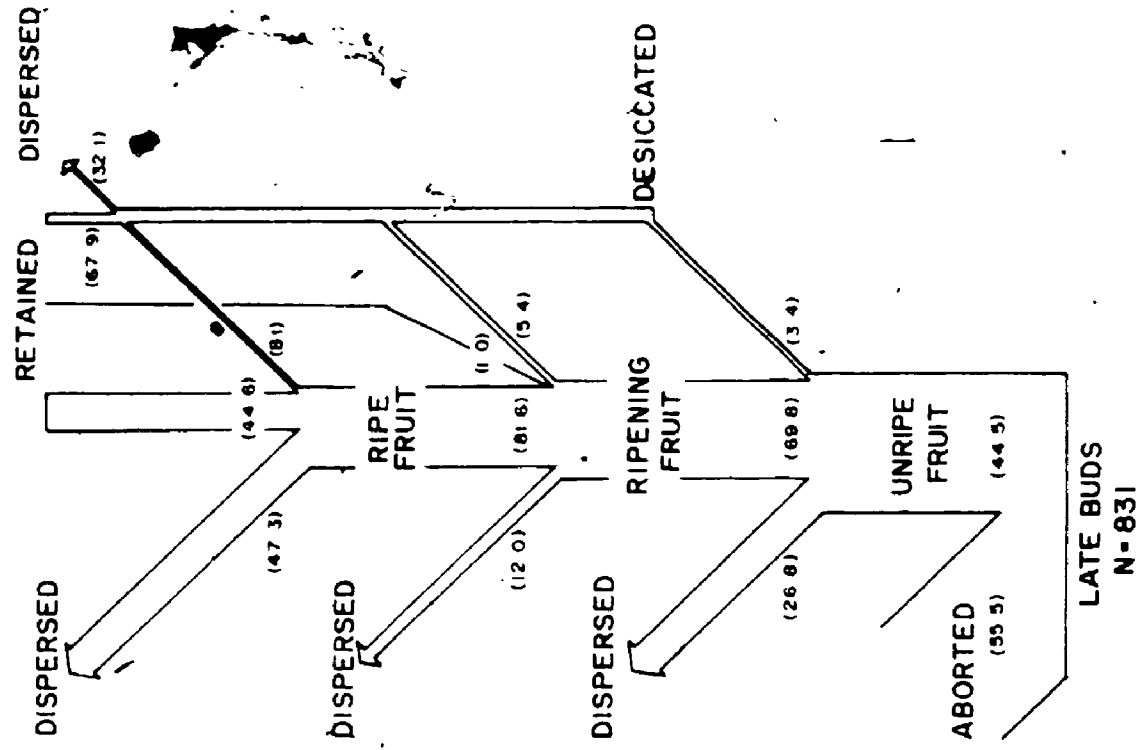 DISPERSED
RETAINED
DISPERSED
(32 1)
(67 9)
(44 6)
(8 1)
RIPE
FRUIT
(47 3)
DISPERSED
(1 0)
(5 4)
(81 6)
(12 0)
RIPENING
FRUIT
DESICCATED
DISPERSED
(3 4)
(69 8)
(26 8)
UNRIPE
FRUIT
(44 5)
ABORTED
(55 5)
LATE BUDS
N=831